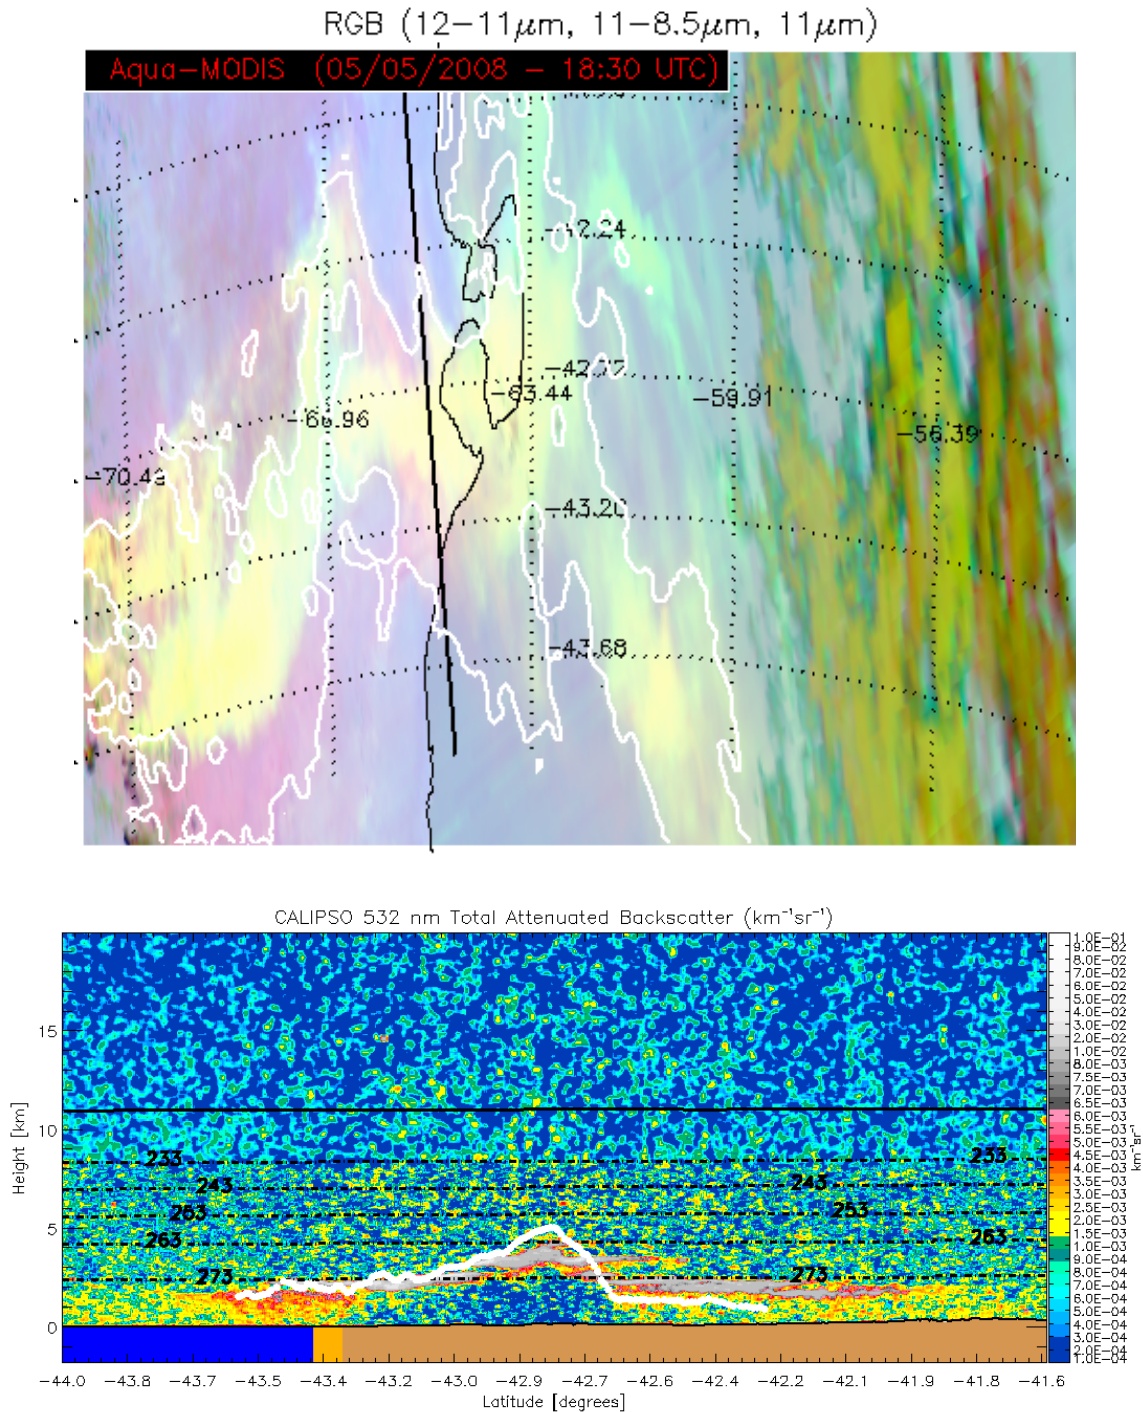 RGB (12−11μm, 11−8.5μm, 11μm)
Aqua−MODIS (05/05/2008 − 18:30 UTC)
−42.24
−42.72
−63.44
−59.91
−66.96
−56.39
−70.49
−43.20
−43.68
CALIPSO 532 nm Total Attenuated Backscatter (km⁻¹sr⁻¹)
1.0E−01
9.0E−02
8.0E−02
7.0E−02
6.0E−02
5.0E−02
4.0E−02
3.0E−02
2.0E−02
1.0E−02
7.5E−03
8.0E−03
7.5E−03
6.5E−03
6.0E−03
5.5E−03
5.0E−03
4.5E−03
4.0E−03
3.5E−03
3.0E−03
2.5E−03
2.0E−03
1.5E−03
1.0E−03
9.0E−04
8.0E−04
7.0E−04
6.0E−04
5.0E−04
4.0E−04
3.0E−04
2.0E−04
1.0E−04
km⁻¹sr⁻¹
Height [km]
15
10
5
0
233 233
243 243
253 253
263 263
273 273
−44.0 −43.9 −43.7 −43.5 −43.4 −43.2 −43.0 −42.9 −42.7 −42.6 −42.4 −42.2 −42.1 −41.9 −41.8 −41.6
Latitude [degrees]